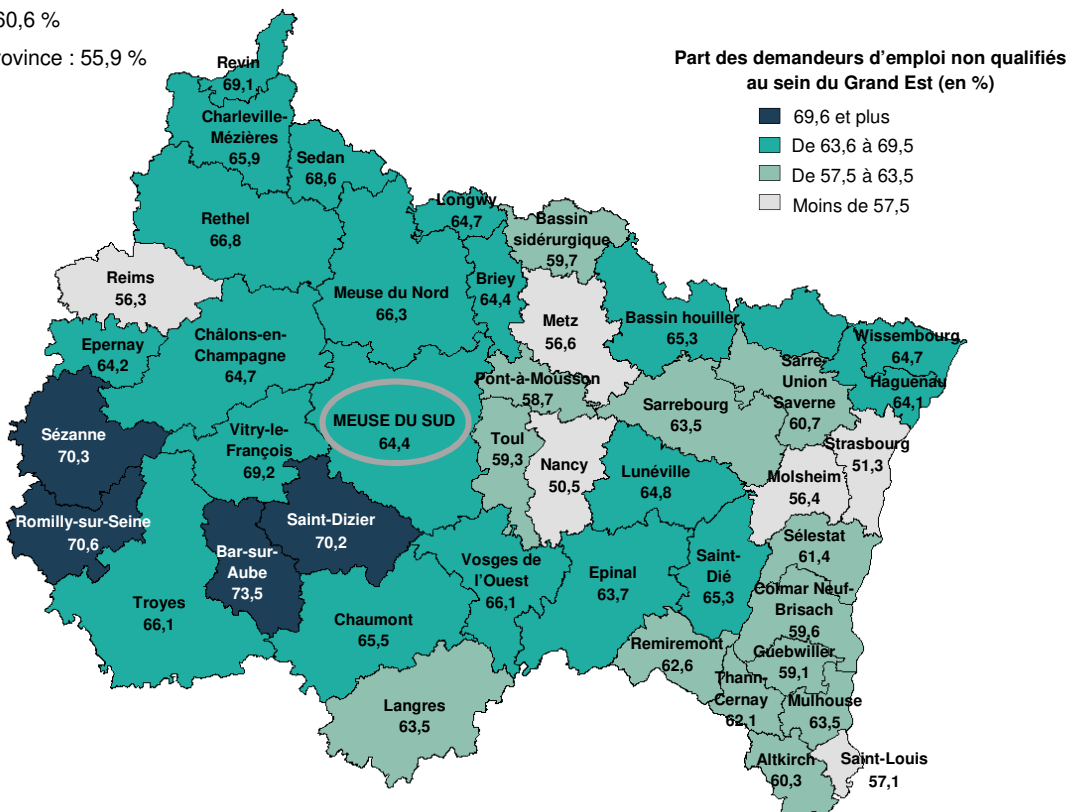 60,6 %
rovince : 55,9 %
Part des demandeurs d’emploi non qualifiés
au sein du Grand Est (en %)
69,6 et plus
De 63,6 à 69,5
De 57,5 à 63,5
Moins de 57,5
Revin
69,1
Charleville-
Mézières
65,9
Sedan
68,6
Rethel
66,8
Longwy
64,7
Bassin
sidérurgique
59,7
Reims
56,3
Meuse du Nord
66,3
Briey
64,4
Metz
56,6
Bassin houiller
65,3
Wissembourg
64,7
Epernay
64,2
Châlons-en-
Champagne
64,7
Sarre-
Union
Saverne
60,7
Haguenau
64,1
Pont-à-Mousson
58,7
Sarrebourg
63,5
Sézanne
70,3
Vitry-le-
François
69,2
MEUSE DU SUD
64,4
Toul
59,3
Nancy
50,5
Lunéville
64,8
Strasbourg
51,3
Molsheim
56,4
Romilly-sur-Seine
70,6
Saint-Dizier
70,2
Bar-sur-
Aube
73,5
Vosges de
l’Ouest
66,1
Epinal
63,7
Saint-
Dié
65,3
Sélestat
61,4
Troyes
66,1
Chaumont
65,5
Colmar Neuf-
Brisach
59,6
Remiremont
62,6
Guebwiller
59,1
Thann-
Cernay
62,1
Mulhouse
63,5
Langres
63,5
Altkirch
60,3
Saint-Louis
57,1